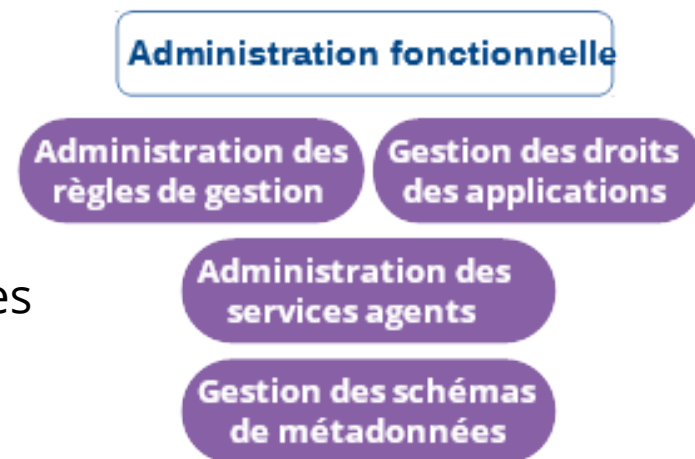 Administration fonctionnelle
Administration des
règles de gestion
Gestion des droits
des applications
Administration des
services agents
es
Gestion des schémas
de métadonnées